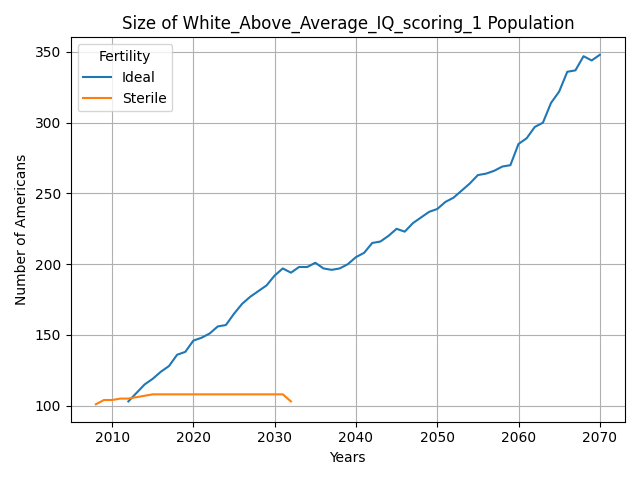 Size of White_Above_Average_IQ_scoring_1 Population
Fertility
Ideal
Sterile
Number of Americans
350
300
250
200
150
100
2010 2020 2030 2040 2050 2060 2070
Years